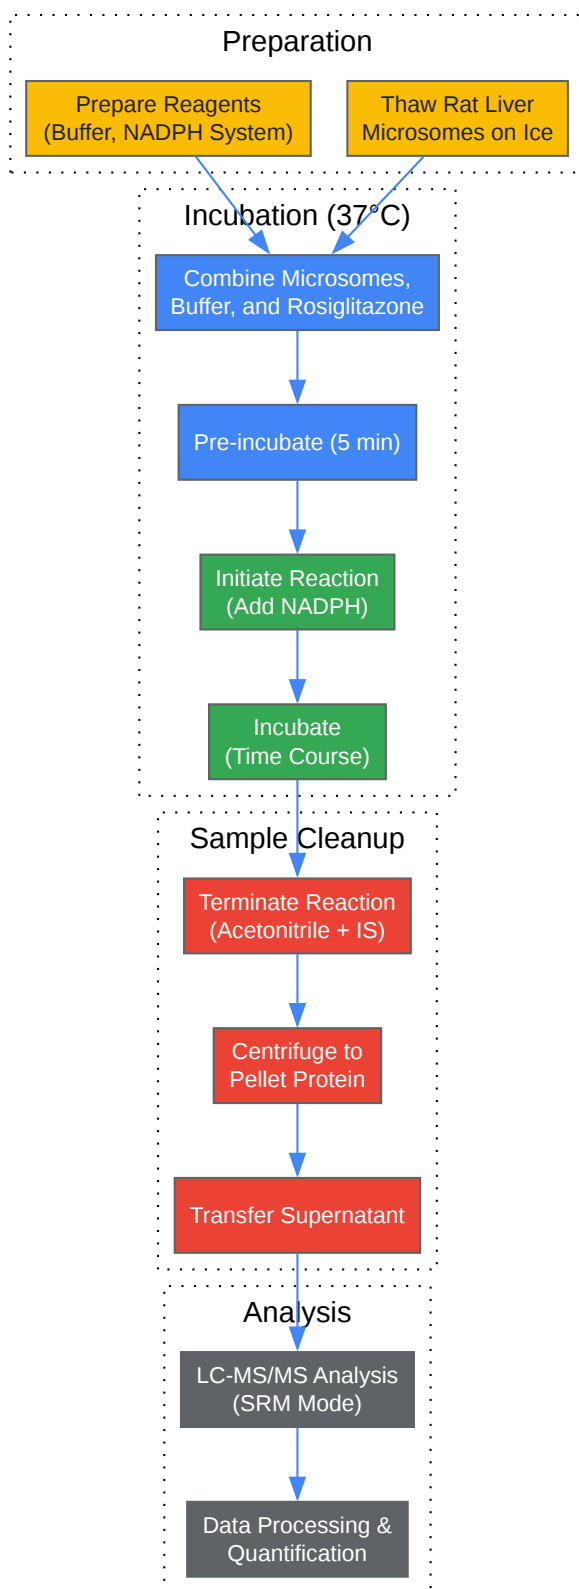 Preparation
Prepare Reagents
(Buffer, NADPH System)
Thaw Rat Liver
Microsomes on Ice
Incubation (37°C)
Combine Microsomes,
Buffer, and Rosiglitazone
Pre-incubate (5 min)
Initiate Reaction
(Add NADPH)
Incubate
(Time Course)
Sample Cleanup
Terminate Reaction
(Acetonitrile + IS)
Centrifuge to
Pellet Protein
Transfer Supernatant
Analysis
LC-MS/MS Analysis
(SRM Mode)
Data Processing &
Quantification